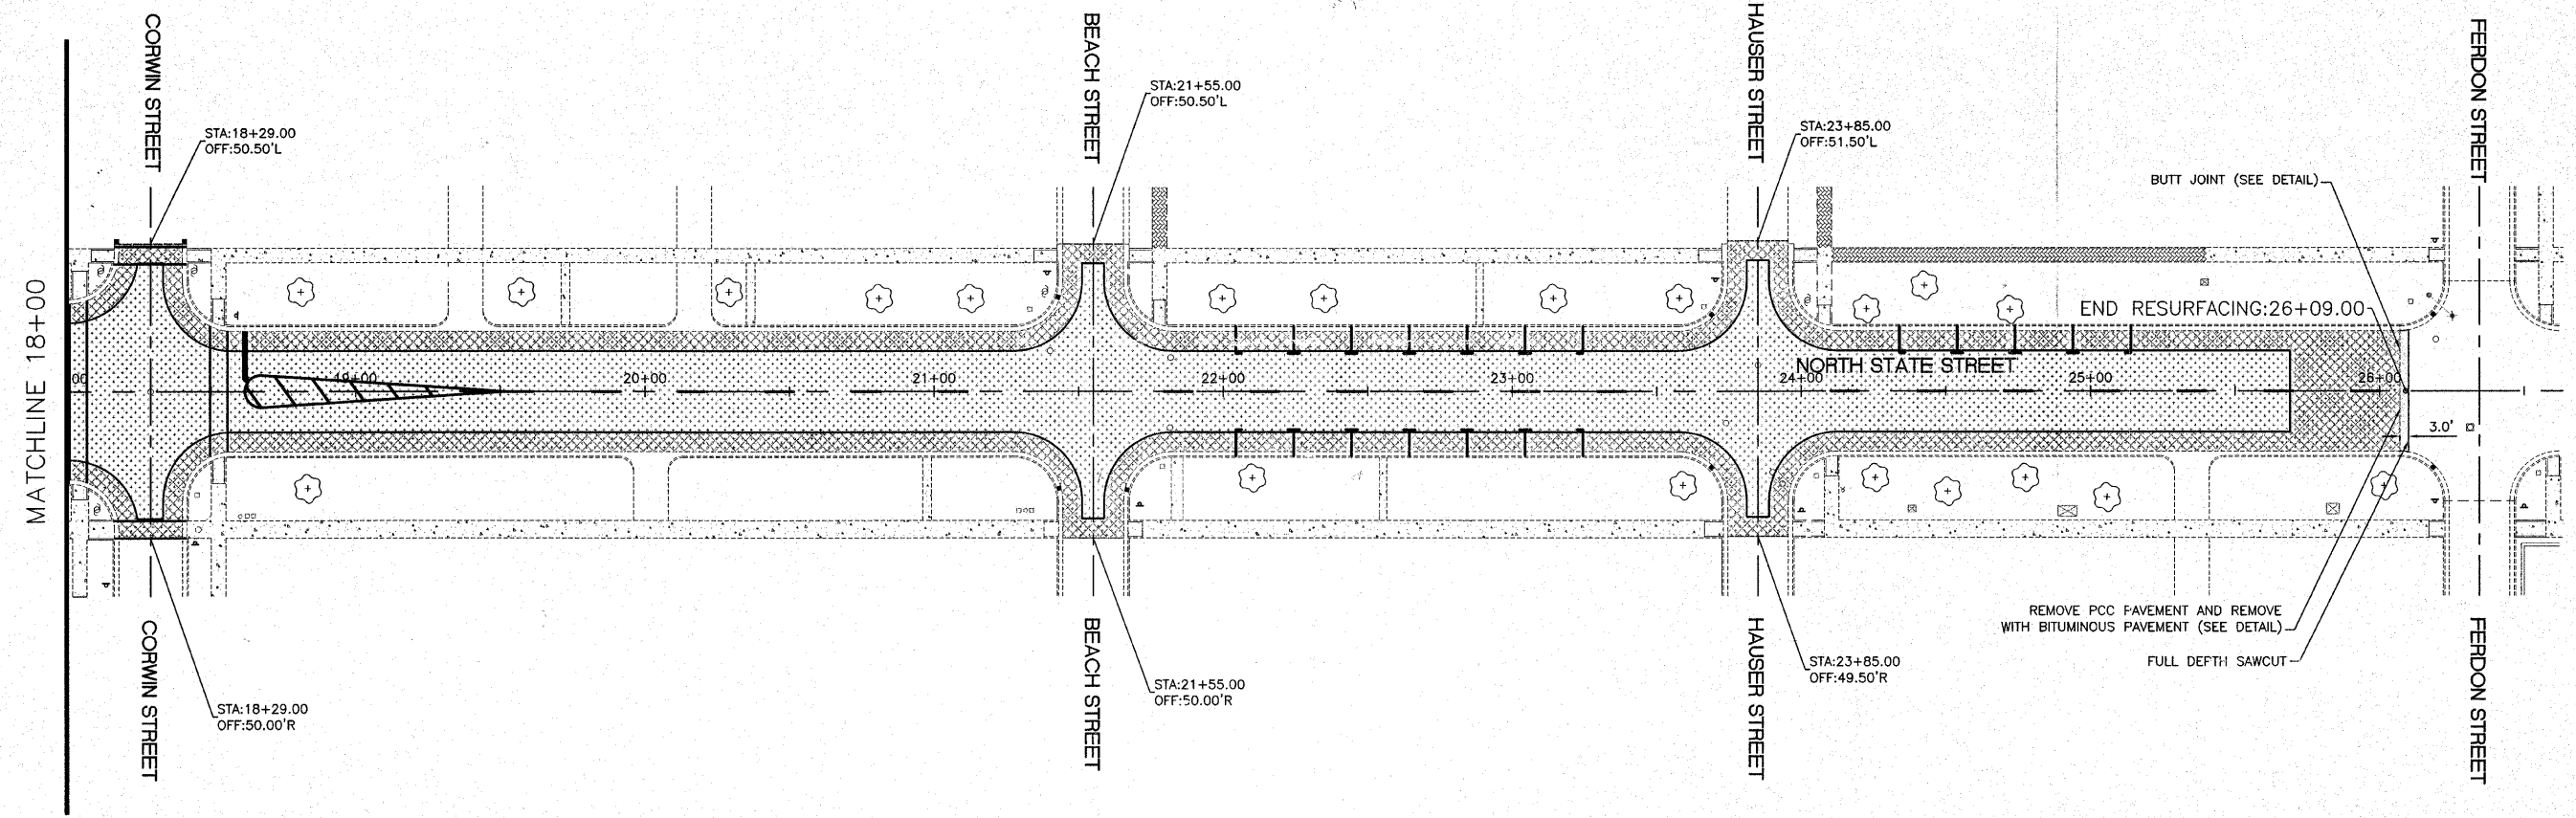 CORWIN STREET
BEACH STREET
HAUSER STREET
FERDON STREET
STA:18+29.00
OFF:50.50'L
STA:21+55.00
OFF:50.50'L
STA:23+85.00
OFF:51.50'L
BUTT JOINT (SEE DETAIL)
END RESURFACING:26+09.00
MATCHLINE 18+00
NORTH STATE STREET
00
19+00
20+00
21+00
22+00
23+00
24+00
25+00
26+00
3.0'
REMOVE PCC PAVEMENT AND REMOVE
WITH BITUMINOUS PAVEMENT (SEE DETAIL)
FULL DEPTH SAWCUT
STA:18+29.00
OFF:50.00'R
STA:21+55.00
OFF:50.00'R
STA:23+85.00
OFF:49.50'R
CORWIN STREET
BEACH STREET
HAUSER STREET
FERDON STREET